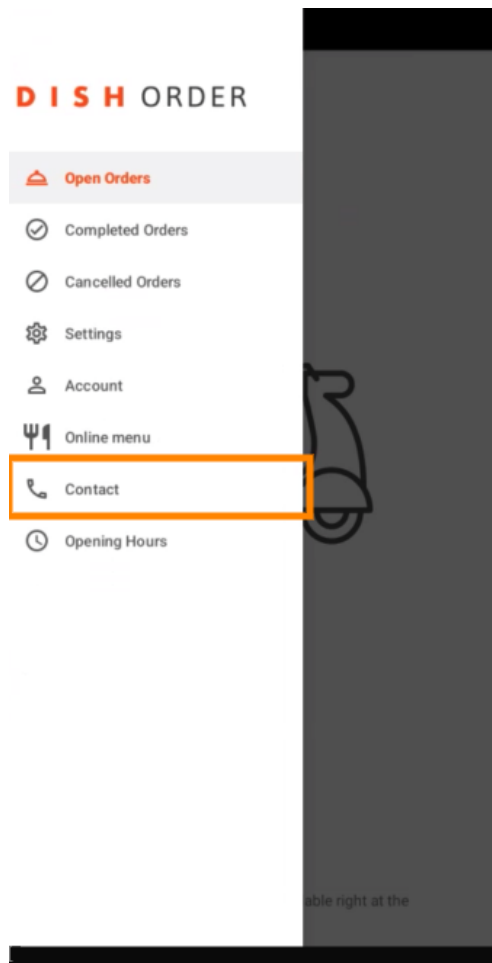 DISH ORDER
Open Orders
Completed Orders
Cancelled Orders
Settings
Account
Online menu
Contact
Opening Hours
able right at the